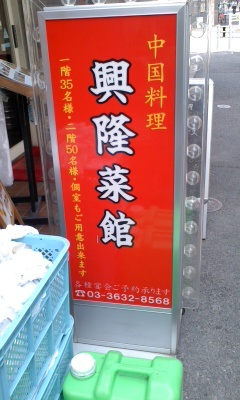 中国料理
興隆菜館
一階35名様・二階50名様・個室もご用意出来ます
各種宴会ご予約承ります
☎03-3632-8568